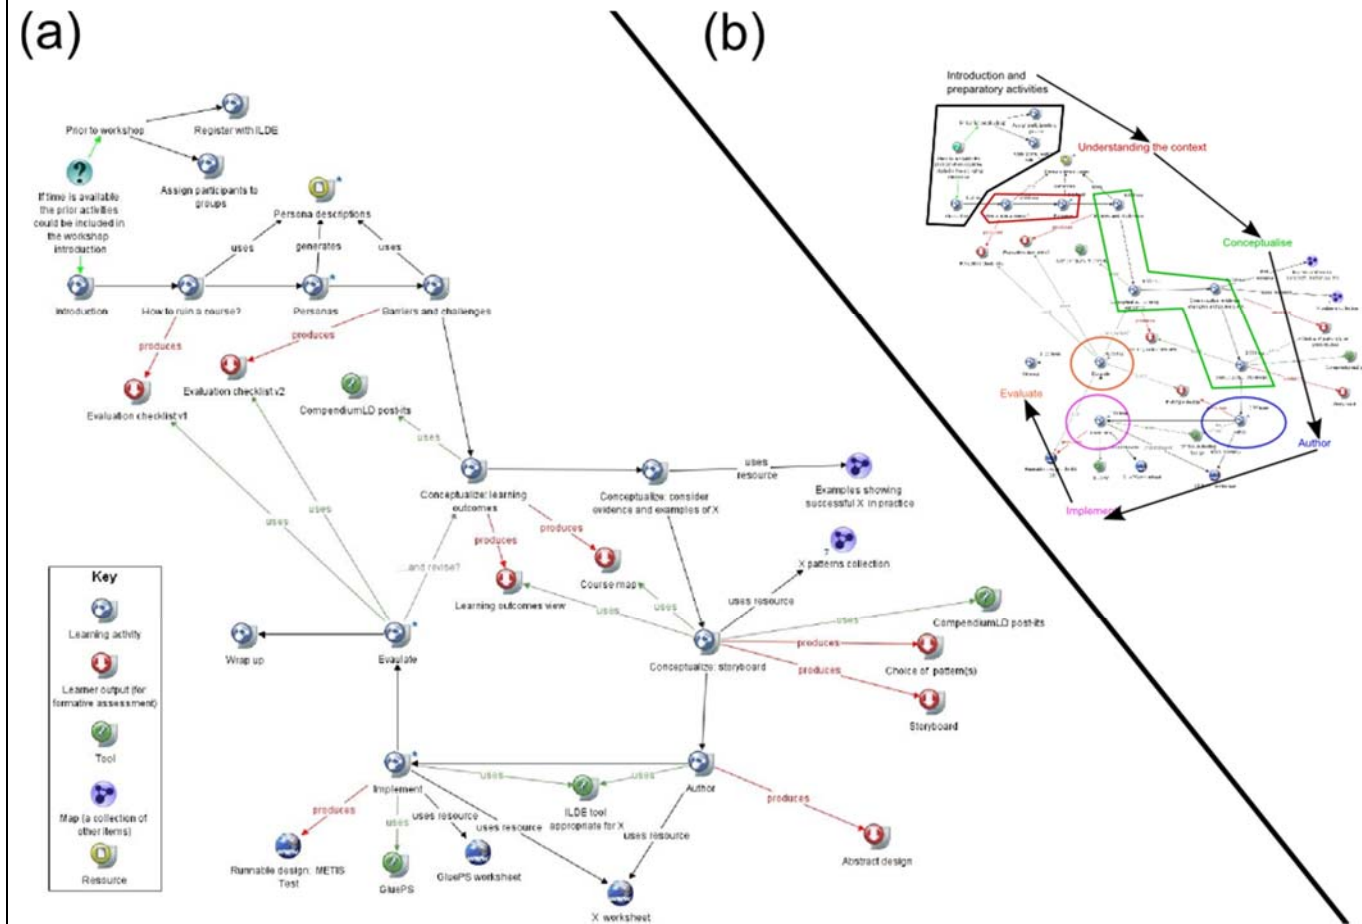 (a)
(b)
Prior to workshop
Register with ILDE
Assign participants to
groups
?
If time is available
the prior activities
could be included in
the workshop
introduction
Persona descriptions
uses
generates
uses
Introduction
How to ruin a course?
Personas
Barriers and challenges
produces
produces
Evaluation checklist v1
Evaluation checklist v2
CompendiumLD post-its
uses
uses
uses
Conceptualize: learning
outcomes
Conceptualize: consider
evidence and examples of X
uses
resource
Examples showing
successful X in practice
produces
produces
...and revise?
Learning outcomes view
Course map
uses
uses
?
X patterns collection
uses resource
uses
CompendiumLD post-its
produces
Choice of pattern(s)
produces
Storyboard
Conceptualize: storyboard
Wrap up
Evaulate
Implement
Author
uses
uses
ILDE tool
appropriate for X
produces
Abstract design
produces
uses
uses resource
uses resource
uses resource
Runnable design: METIS
Test
GluePS
GluePS worksheet
X worksheet
Key
Learning activity
Learner output (for
formative assessment)
Tool
Map (a collection of
other items)
Resource
Introduction and
preparatory activities
Understanding the context
Conceptualise
Author
Implement
Evaluate